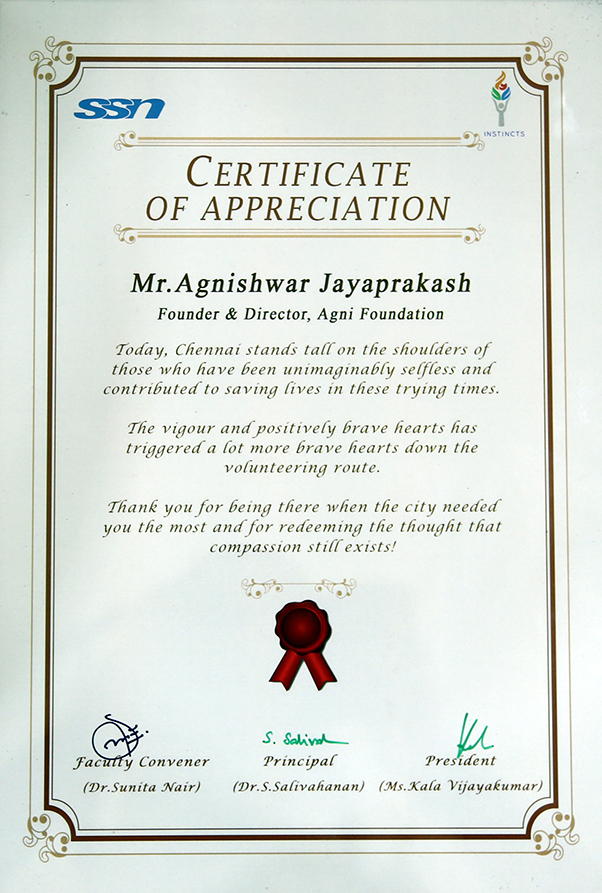 ssn
INSTINCTS
CERTIFICATE
OF APPRECIATION
Mr.Agnishwar Jayaprakash
Founder & Director, Agni Foundation
Today, Chennai stands tall on the shoulders of
those who have been unimaginably selfless and
contributed to saving lives in these trying times.
The vigour and positively brave hearts has
triggered a lot more brave hearts down the
volunteering route.
Thank you for being there when the city needed
you the most and for redeeming the thought that
compassion still exists!
Faculty Convener Principal President
(Dr.Sunita Nair) (Dr.S.Salivahanan) (Ms.Kala Vijayakumar)